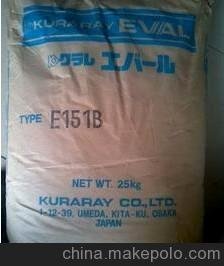 KURARAY EVAL
クラレ エバール
TYPE E151B
NET WT. 25kg
KURARAY CO., LTD.
1-12-39, UMEDA, KITA-KU, OSAKA
JAPAN
china.makepolo.com